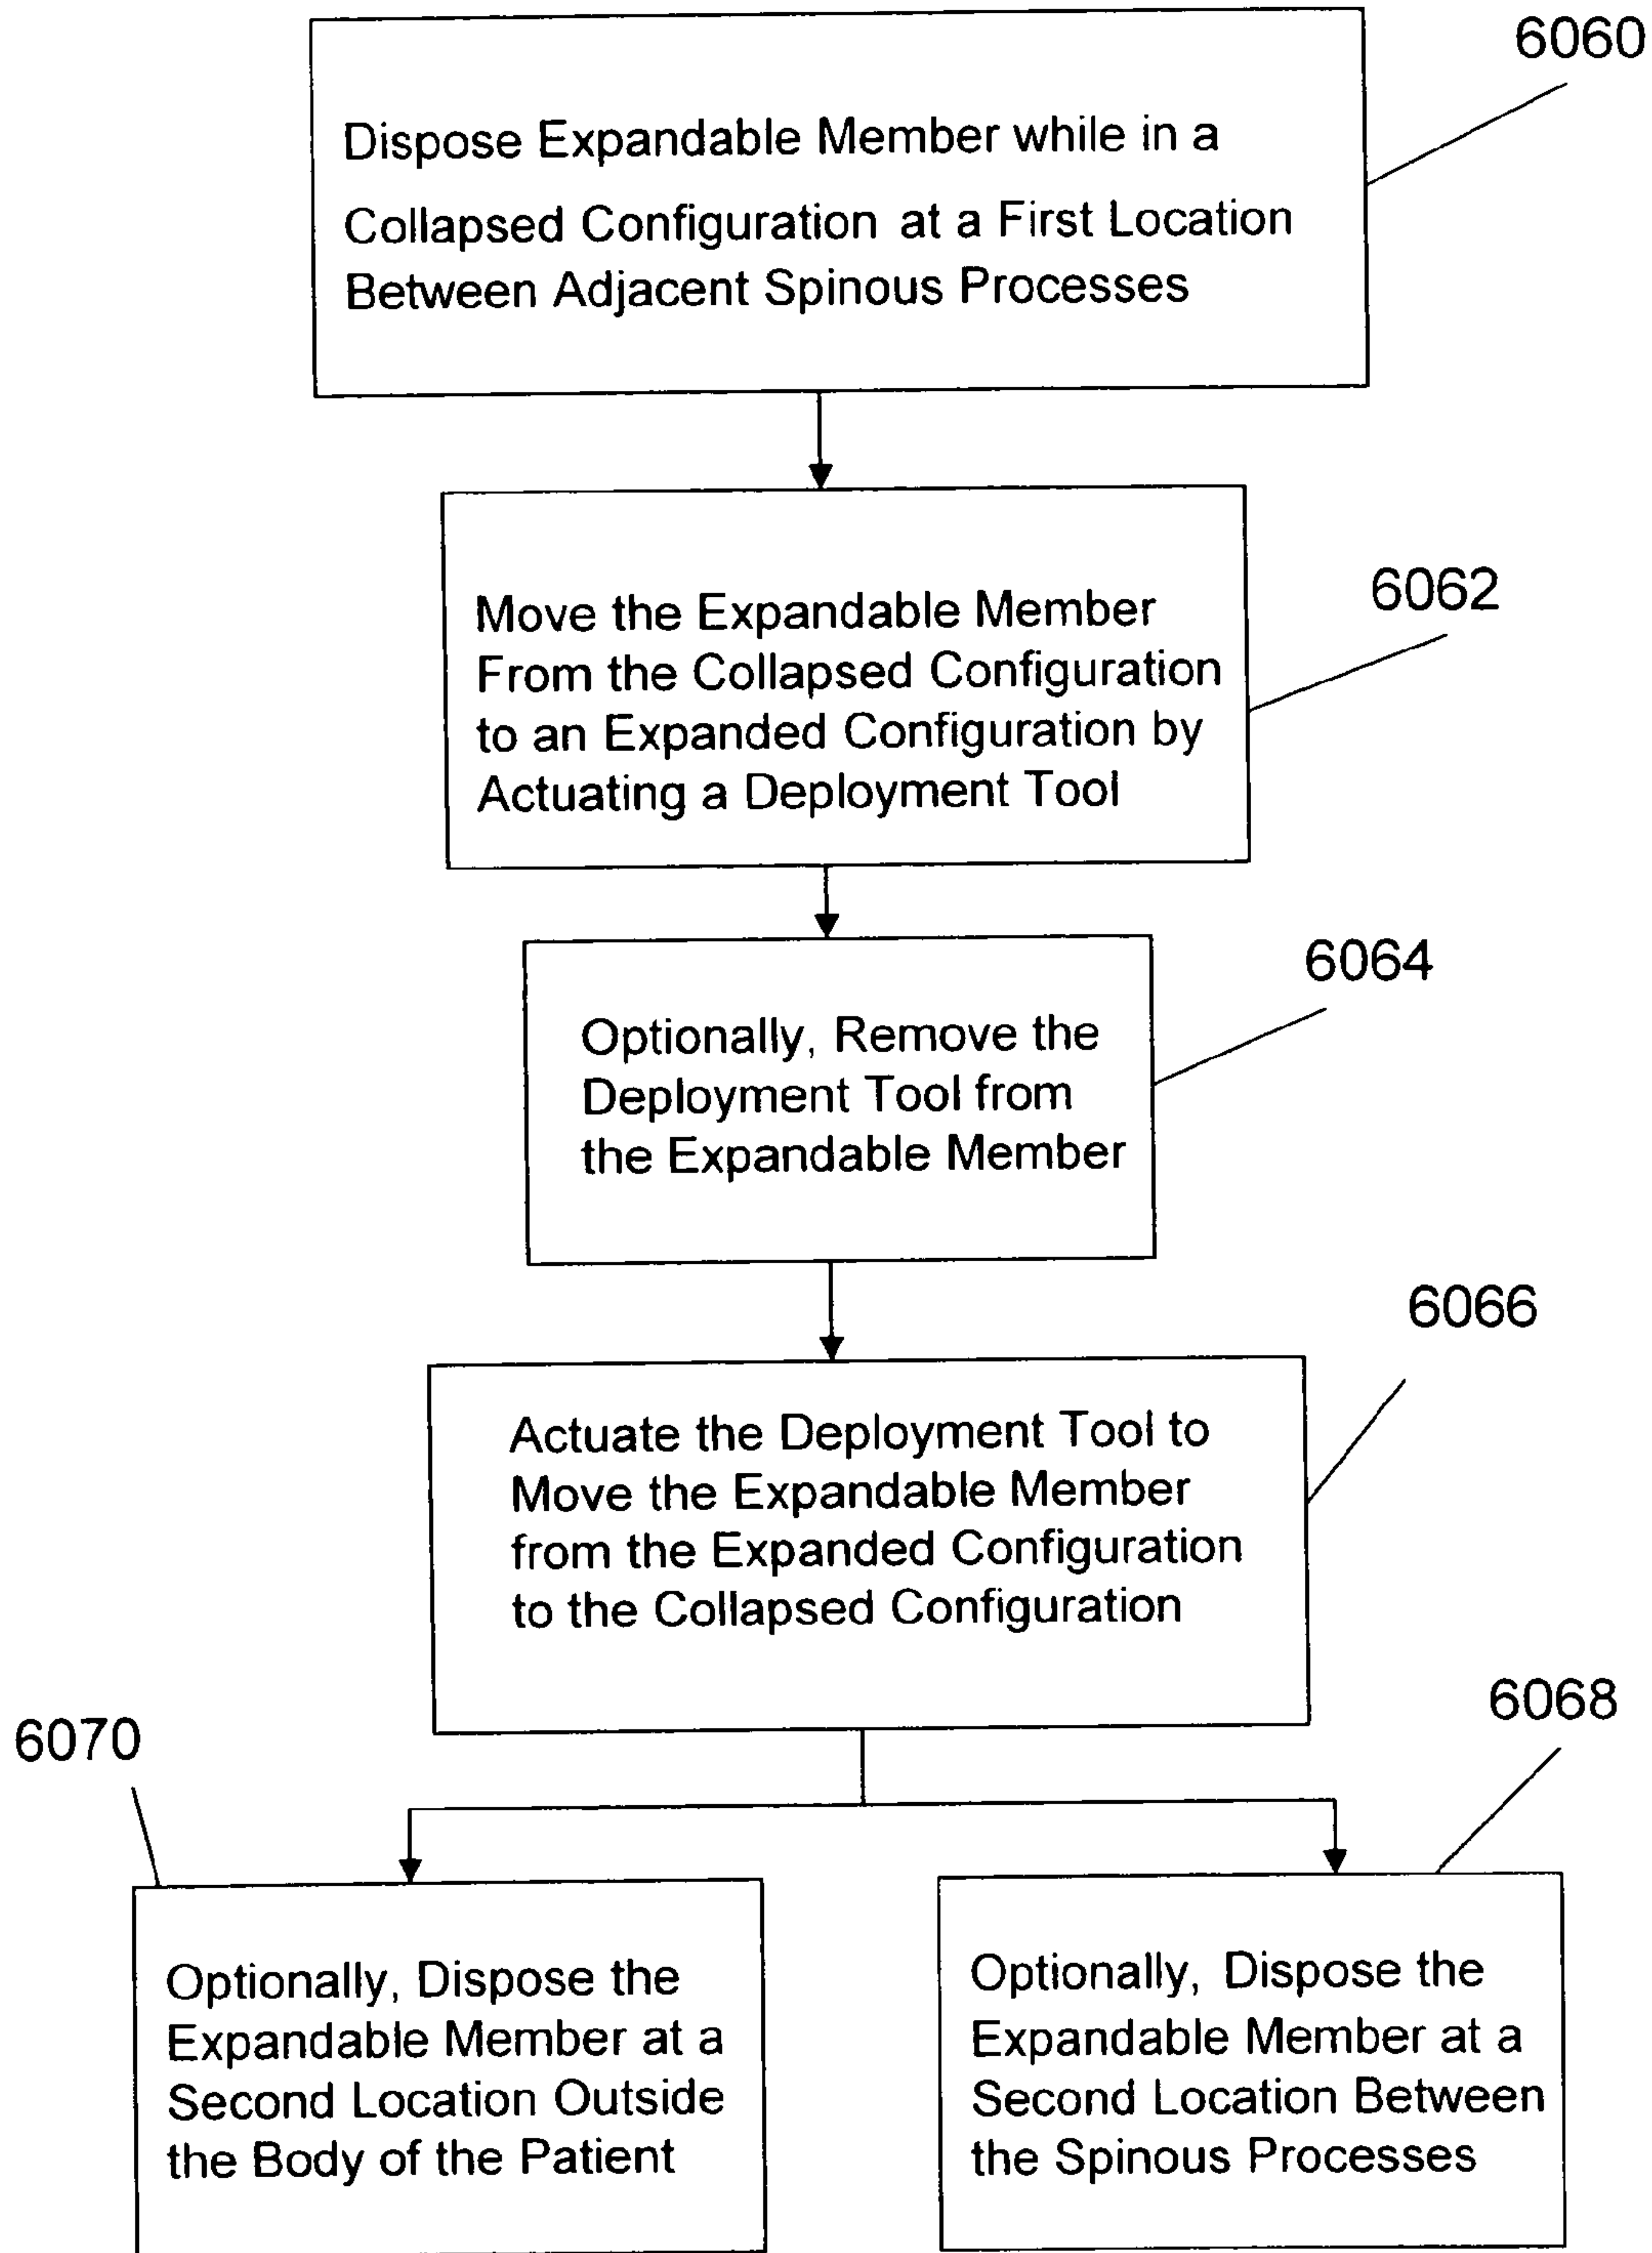 6060
Dispose Expandable Member while in a
Collapsed Configuration at a First Location
Between Adjacent Spinous Processes
6062
Move the Expandable Member
From the Collapsed Configuration
to an Expanded Configuration by
Actuating a Deployment Tool
6064
Optionally, Remove the
Deployment Tool from
the Expandable Member
6066
Actuate the Deployment Tool to
Move the Expandable Member
from the Expanded Configuration
to the Collapsed Configuration
6070
Optionally, Dispose the
Expandable Member at a
Second Location Outside
the Body of the Patient
6068
Optionally, Dispose the
Expandable Member at a
Second Location Between
the Spinous Processes